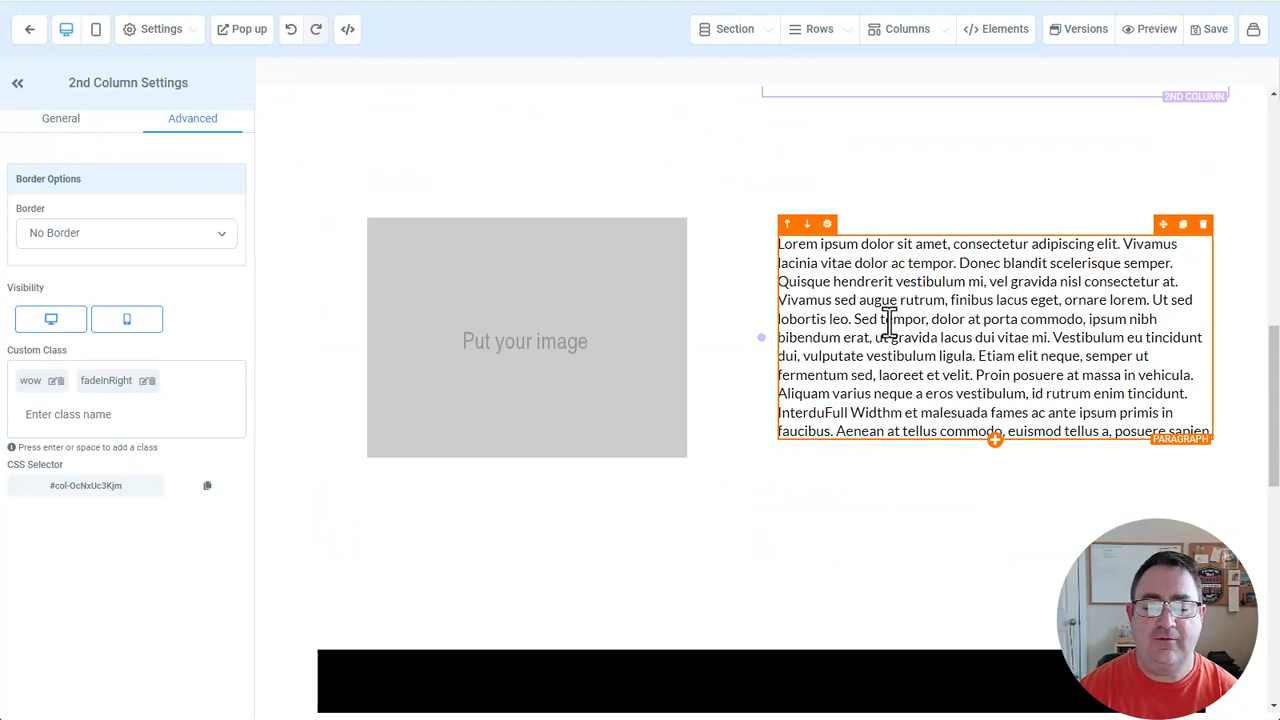 Settings
Pop up
Section
Rows
Columns
Elements
Versions
Preview
Save
2nd Column Settings
General
Advanced
Border Options
Border
No Border
Visibility
Custom Class
wow
fadeInRight
Enter class name
Press enter or space to add a class
CSS Selector
#col-OcNxUc3Kjm
2ND COLUMN
Put your image
Lorem ipsum dolor sit amet, consectetur adipiscing elit. Vivamus
lacinia vitae dolor ac tempor. Donec blandit scelerisque semper.
Quisque hendrerit vestibulum mi, vel gravida nisl consectetur at.
Vivamus sed augue rutrum, finibus lacus eget, ornare lorem. Ut sed
lobortis leo. Sed tempor, dolor at porta commodo, ipsum nibh
bibendum erat, ut gravida lacus dui vitae mi. Vestibulum eu tincidunt
dui, vulputate vestibulum ligula. Etiam elit neque, semper ut
fermentum sed, laoreet et velit. Proin posuere at massa in vehicula.
Aliquam varius neque a eros vestibulum, id rutrum enim tincidunt.
InterduFull Widthm et malesuada fames ac ante ipsum primis in
faucibus. Aenean at tellus commodo, euismod tellus a, posuere sapien
PARAGRAPH